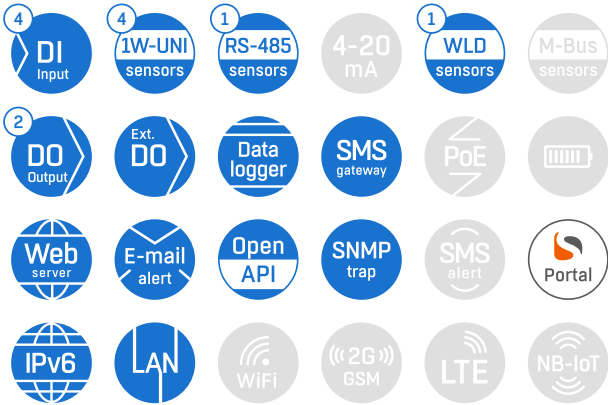 4
DI
Input
4
1W-UNI
sensors
1
RS-485
sensors
4-20
mA
1
WLD
sensors
M-Bus
sensors
2
DO
Output
Ext.
DO
Data
logger
SMS
gateway
PoE
Web
server
E-mail
alert
Open
API
SNMP
trap
SMS
alert
Portal
IPv6
LAN
WiFi
2G
GSM
LTE
NB-IoT